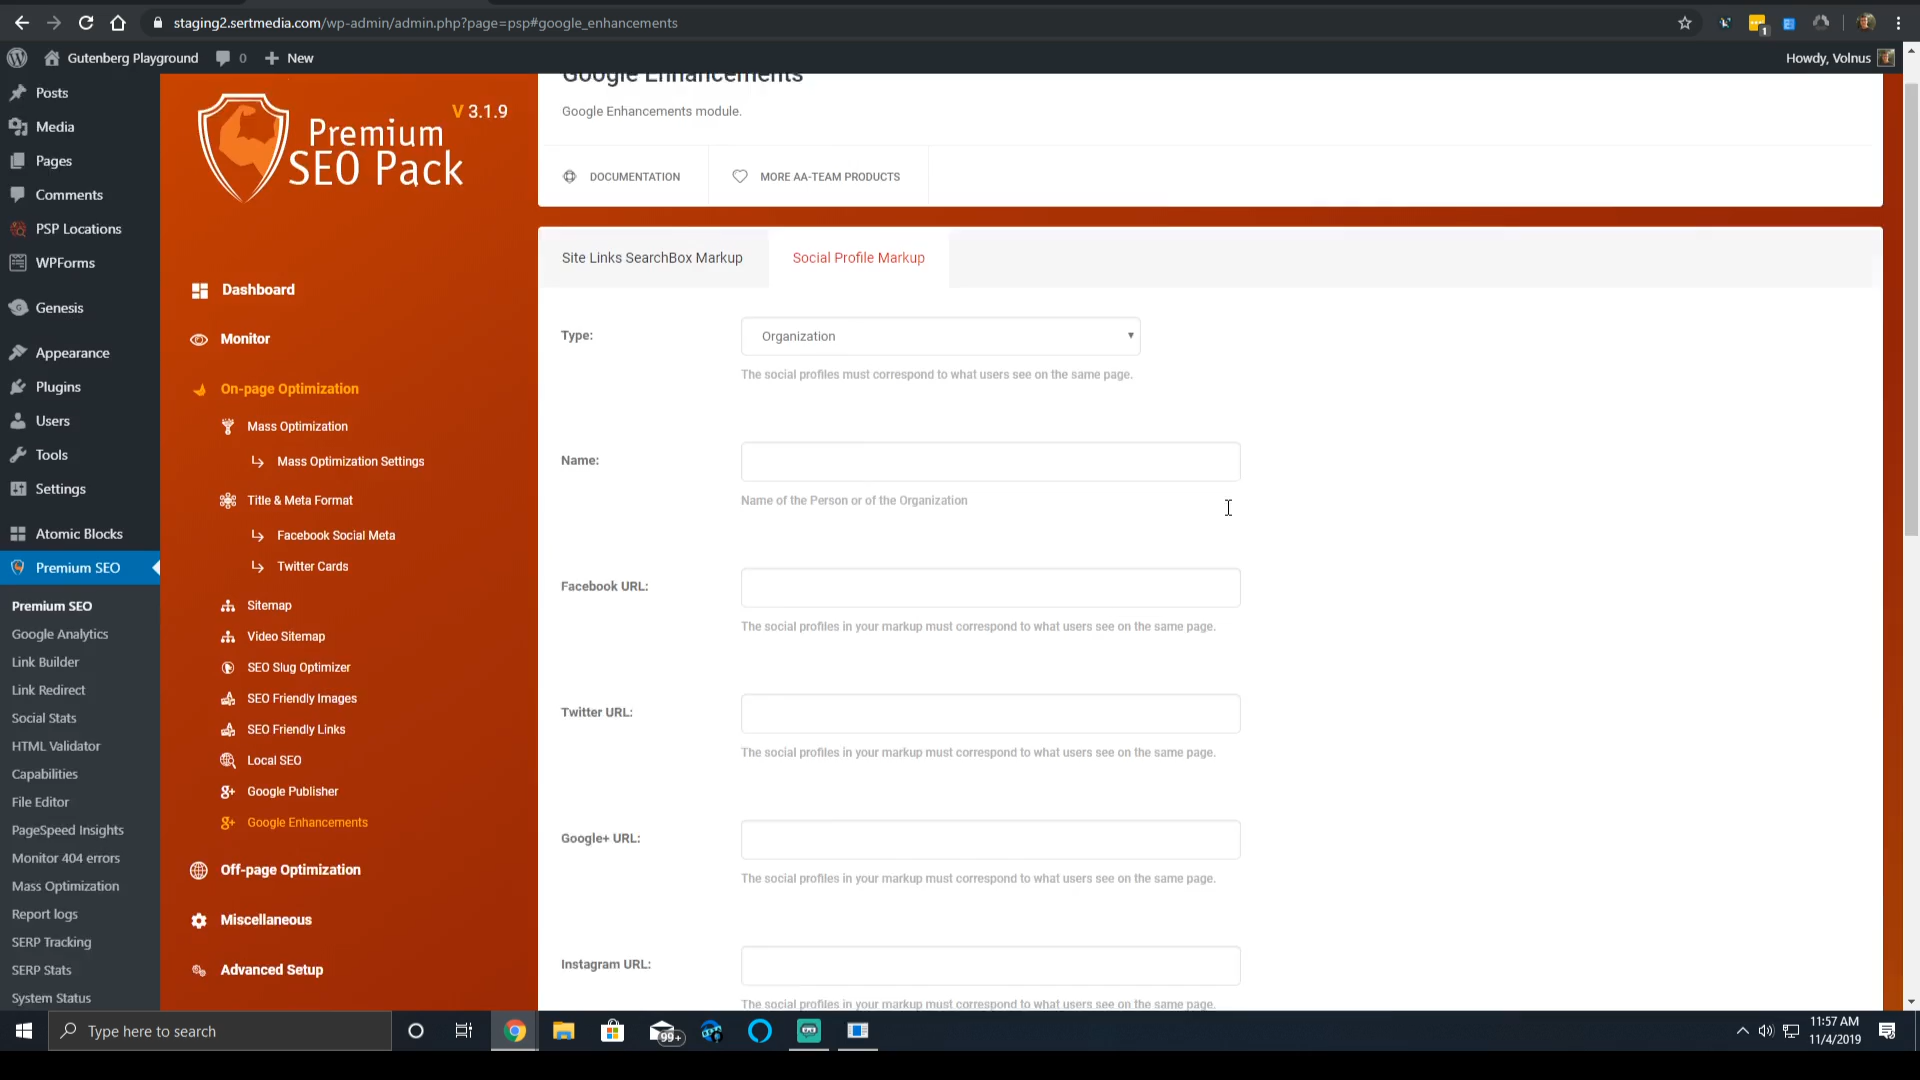 staging2.sertmedia.com/wp-admin/admin.php?page=psp#google_enhancements
1
Gutenberg Playground
0
New
Howdy, Volnus
Posts
Media
Pages
Comments
PSP Locations
WPForms
Genesis
Appearance
Plugins
Users
Tools
Settings
Atomic Blocks
Premium SEO
Premium SEO
Google Analytics
Link Builder
Link Redirect
Social Stats
HTML Validator
Capabilities
File Editor
PageSpeed Insights
Monitor 404 errors
Mass Optimization
Report logs
SERP Tracking
SERP Stats
System Status
V 3.1.9
Premium
SEO Pack
Dashboard
Monitor
On-page Optimization
Mass Optimization
Mass Optimization Settings
Title & Meta Format
Facebook Social Meta
Twitter Cards
Sitemap
Video Sitemap
SEO Slug Optimizer
SEO Friendly Images
SEO Friendly Links
Local SEO
Google Publisher
Google Enhancements
Off-page Optimization
Miscellaneous
Advanced Setup
Google Enhancements
Google Enhancements module.
DOCUMENTATION
MORE AA-TEAM PRODUCTS
Site Links SearchBox Markup
Social Profile Markup
Type:
Organization
The social profiles must correspond to what users see on the same page.
Name:
Name of the Person or of the Organization
Facebook URL:
The social profiles in your markup must correspond to what users see on the same page.
Twitter URL:
The social profiles in your markup must correspond to what users see on the same page.
Google+ URL:
The social profiles in your markup must correspond to what users see on the same page.
Instagram URL:
The social profiles in your markup must correspond to what users see on the same page.
Type here to search
99+
11:57 AM
11/4/2019